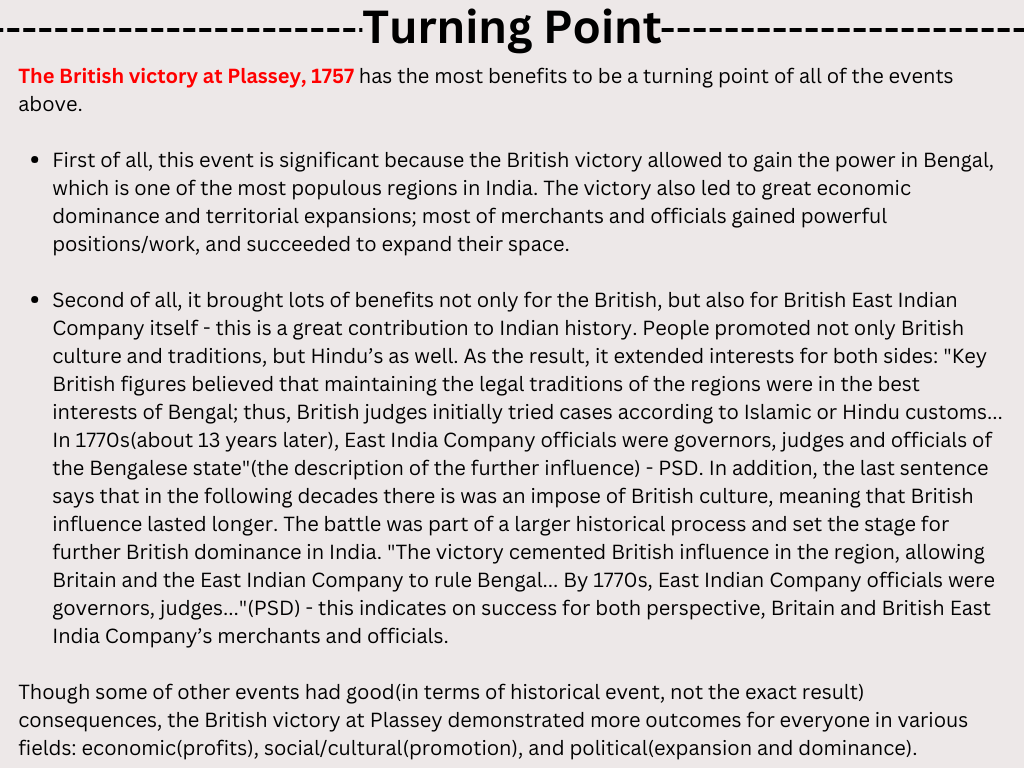 Turning Point
The British victory at Plassey, 1757 has the most benefits to be a turning point of all of the events
above.
• First of all, this event is significant because the British victory allowed to gain the power in Bengal,
which is one of the most populous regions in India. The victory also led to great economic
dominance and territorial expansions; most of merchants and officials gained powerful
positions/work, and succeeded to expand their space.
• Second of all, it brought lots of benefits not only for the British, but also for British East Indian
Company itself - this is a great contribution to Indian history. People promoted not only British
culture and traditions, but Hindu’s as well. As the result, it extended interests for both sides: "Key
British figures believed that maintaining the legal traditions of the regions were in the best
interests of Bengal; thus, British judges initially tried cases according to Islamic or Hindu customs...
In 1770s(about 13 years later), East India Company officials were governors, judges and officials of
the Bengalese state"(the description of the further influence) - PSD. In addition, the last sentence
says that in the following decades there is was an impose of British culture, meaning that British
influence lasted longer. The battle was part of a larger historical process and set the stage for
further British dominance in India. "The victory cemented British influence in the region, allowing
Britain and the East Indian Company to rule Bengal... By 1770s, East Indian Company officials were
governors, judges..."(PSD) - this indicates on success for both perspective, Britain and British East
India Company’s merchants and officials.
Though some of other events had good(in terms of historical event, not the exact result)
consequences, the British victory at Plassey demonstrated more outcomes for everyone in various
fields: economic(profits), social/cultural(promotion), and political(expansion and dominance).